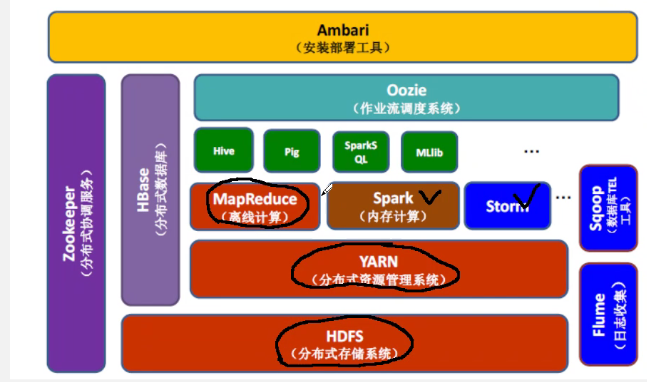 Ambari
(安装部署工具)
Zookeeper
(分布式协调服务)
HBase
(分布式数据库)
Oozie
(作业流调度系统)
Hive
Pig
SparkS
QL
MLlib
...
MapReduce
(离线计算)
Spark
(内存计算)
Storm
...
Sqoop
(数据库TEL
工具)
YARN
(分布式资源管理系统)
Flume
(日志收集)
HDFS
(分布式存储系统)